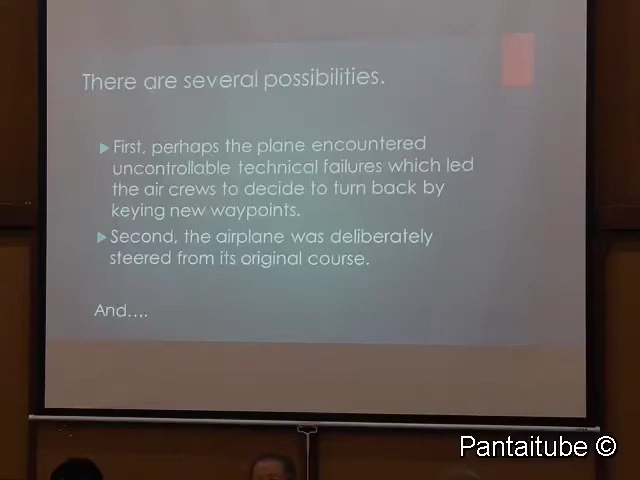 There are several possibilities.
First, perhaps the plane encountered
uncontrollable technical failures which led
the air crews to decide to turn back by
keying new waypoints.
Second, the airplane was deliberately
steered from its original course.
And....
Pantaitube ©